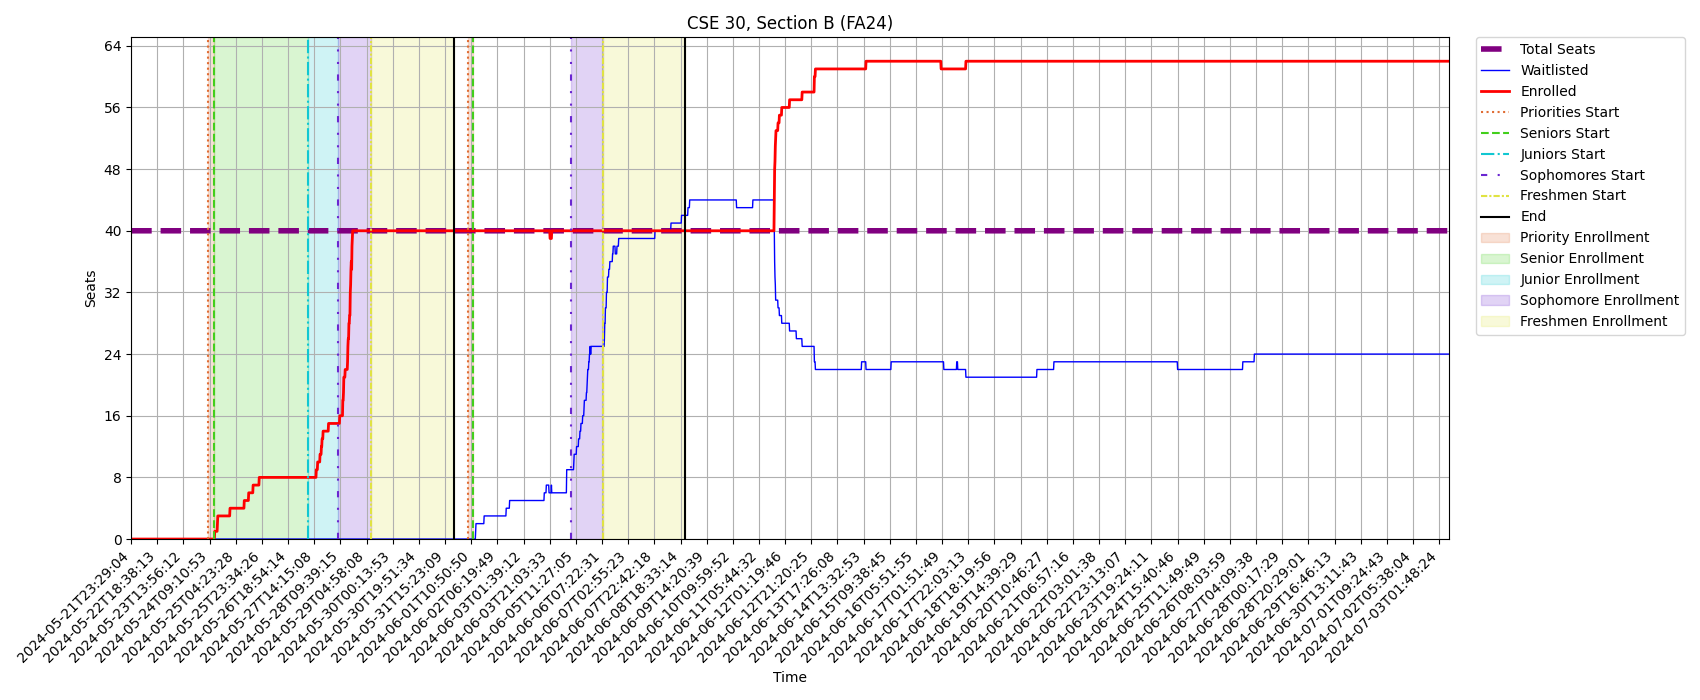 CSE 30, Section B (FA24)
Seats
64
56
48
40
32
24
16
8
0
2024-05-21T23:29:04
2024-05-22T18:38:13
2024-05-23T13:56:12
2024-05-24T09:10:53
2024-05-25T04:23:28
2024-05-25T23:34:26
2024-05-26T18:54:14
2024-05-27T14:15:08
2024-05-28T09:39:15
2024-05-29T04:58:08
2024-05-30T00:13:53
2024-05-30T19:51:34
2024-05-31T15:23:09
2024-06-01T10:50:50
2024-06-02T06:19:49
2024-06-03T01:39:12
2024-06-03T21:03:33
2024-06-05T11:27:05
2024-06-06T07:22:31
2024-06-07T02:55:23
2024-06-07T22:42:18
2024-06-08T18:33:14
2024-06-09T14:20:39
2024-06-10T09:59:52
2024-06-11T05:44:32
2024-06-12T01:19:46
2024-06-12T21:20:25
2024-06-13T17:26:08
2024-06-14T13:32:53
2024-06-15T09:38:45
2024-06-16T05:51:55
2024-06-17T01:51:49
2024-06-17T22:03:13
2024-06-18T18:19:56
2024-06-19T14:39:29
2024-06-20T10:46:27
2024-06-21T06:57:16
2024-06-22T03:01:38
2024-06-22T23:13:07
2024-06-23T19:24:11
2024-06-24T15:40:46
2024-06-25T11:49:49
2024-06-26T08:03:59
2024-06-27T04:09:38
2024-06-28T00:17:29
2024-06-28T20:29:01
2024-06-29T16:46:13
2024-06-30T13:11:43
2024-07-01T09:24:43
2024-07-02T05:38:04
2024-07-03T01:48:24
Time
Total Seats
Waitlisted
Enrolled
Priorities Start
Seniors Start
Juniors Start
Sophomores Start
Freshmen Start
End
Priority Enrollment
Senior Enrollment
Junior Enrollment
Sophomore Enrollment
Freshmen Enrollment